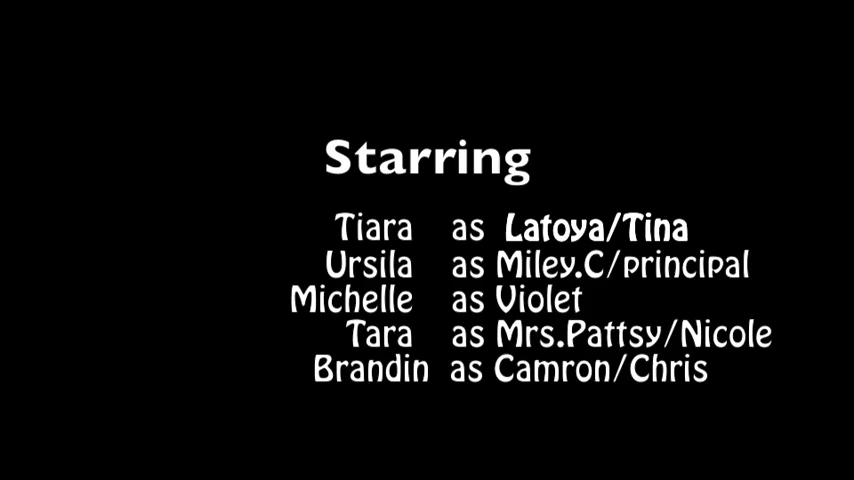 Starring
Tiara as Latoya/Tina
Ursila as Miley.C/principal
Michelle as Violet
Tara as Mrs.Pattsy/Nicole
Brandin as Camron/Chris